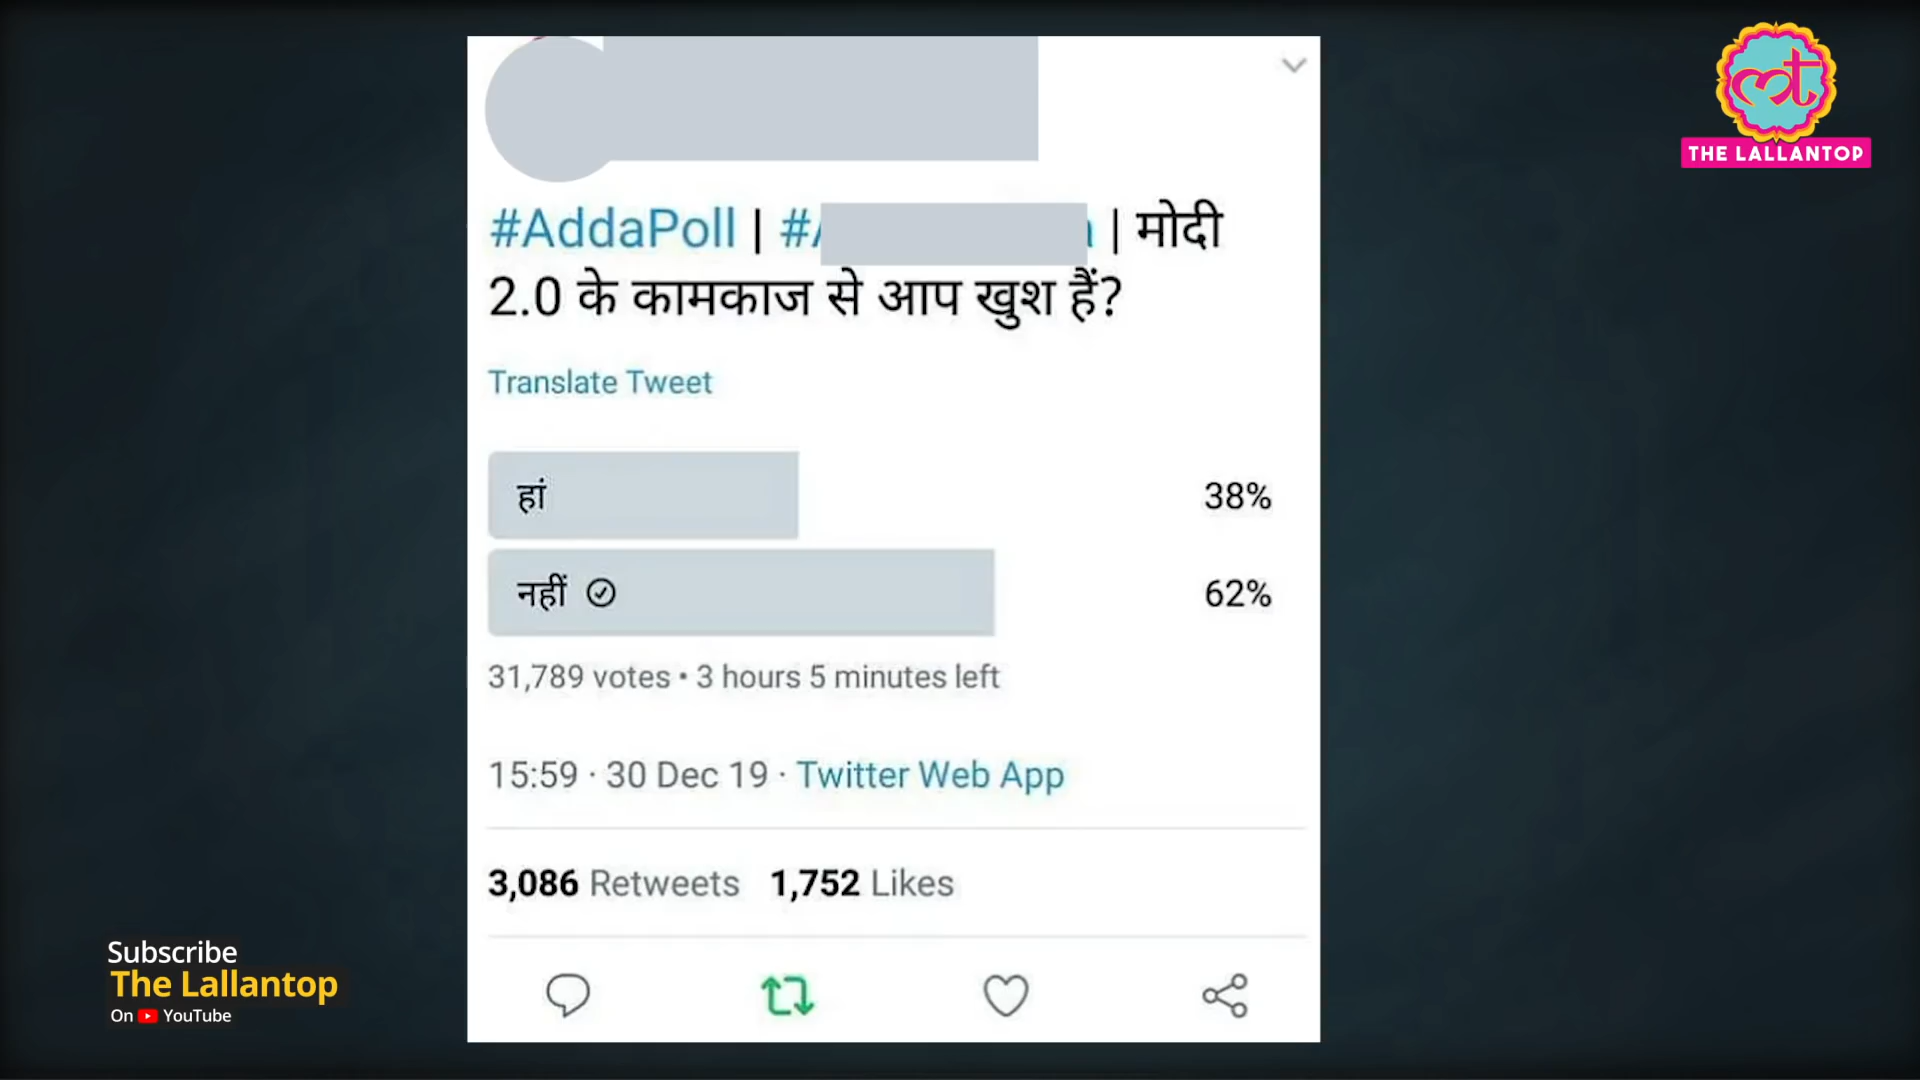 THE LALLANTOP
#AddaPoll | # | मोदी
2.0 के कामकाज से आप खुश हैं?
Translate Tweet
हां 38%
नहीं 62%
31,789 votes • 3 hours 5 minutes left
15:59 · 30 Dec 19 · Twitter Web App
3,086 Retweets 1,752 Likes
Subscribe
The Lallantop
On YouTube